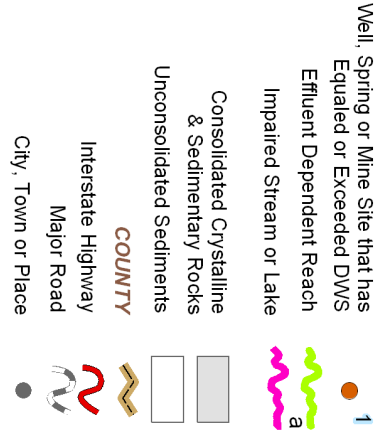 Well, Spring or Mine Site that has
Equaled or Exceeded DWS
1
Effluent Dependent Reach
a
Impaired Stream or Lake
Consolidated Crystalline
& Sedimentary Rocks
Unconsolidated Sediments
COUNTY
Interstate Highway
Major Road
City, Town or Place